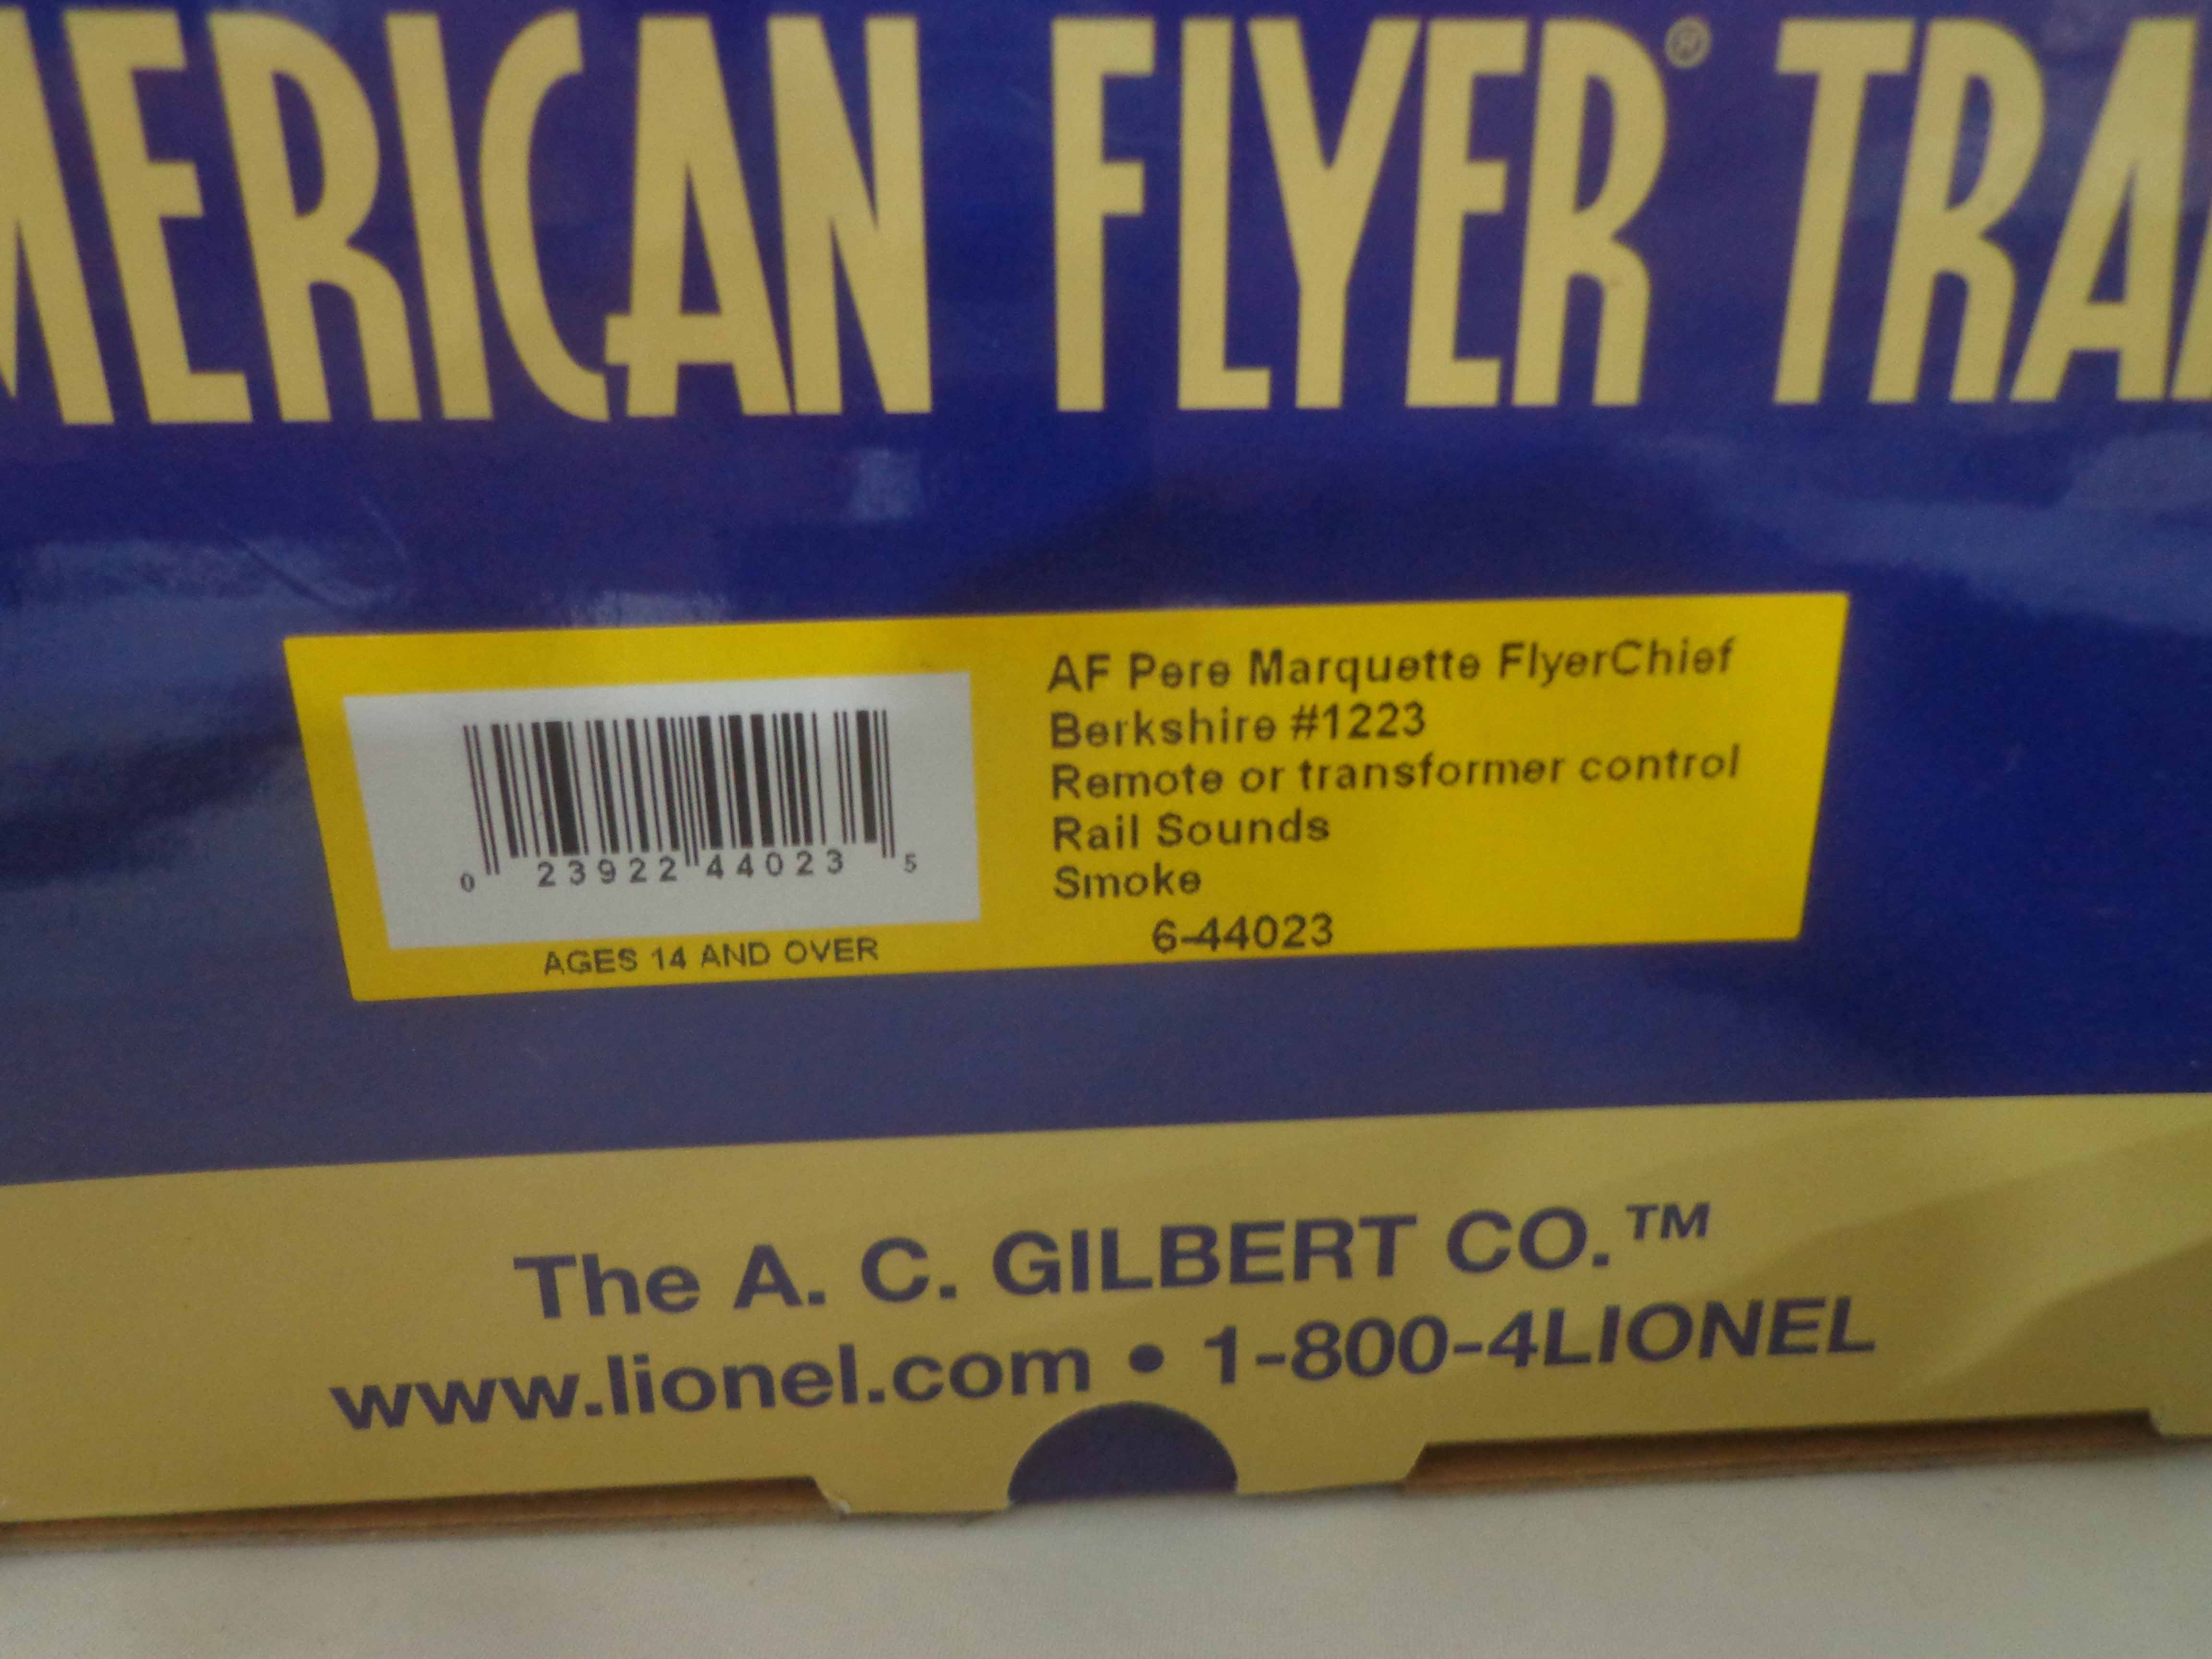 MERICAN FLYER® TRAI
AF Pere Marquette FlyerChief
Berkshire #1223
Remote or transformer control
Rail Sounds
Smoke
6-44023
0 23922 44023 5
AGES 14 AND OVER
The A. C. GILBERT CO.™
www.lionel.com • 1-800-4LIONEL